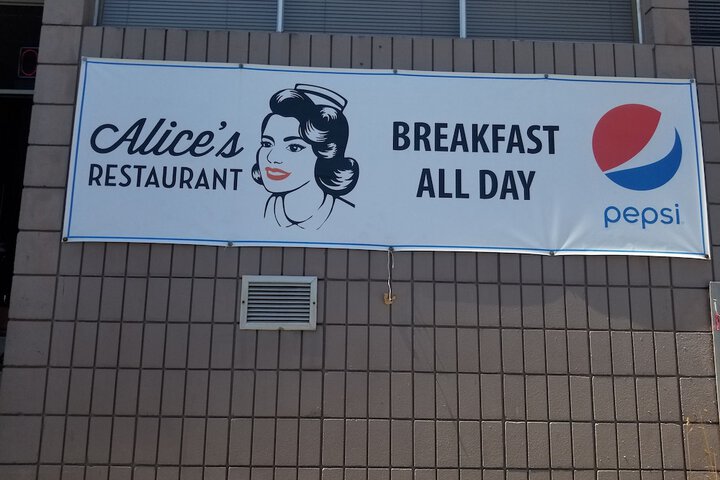 Alice's
RESTAURANT
BREAKFAST
ALL DAY
pepsi